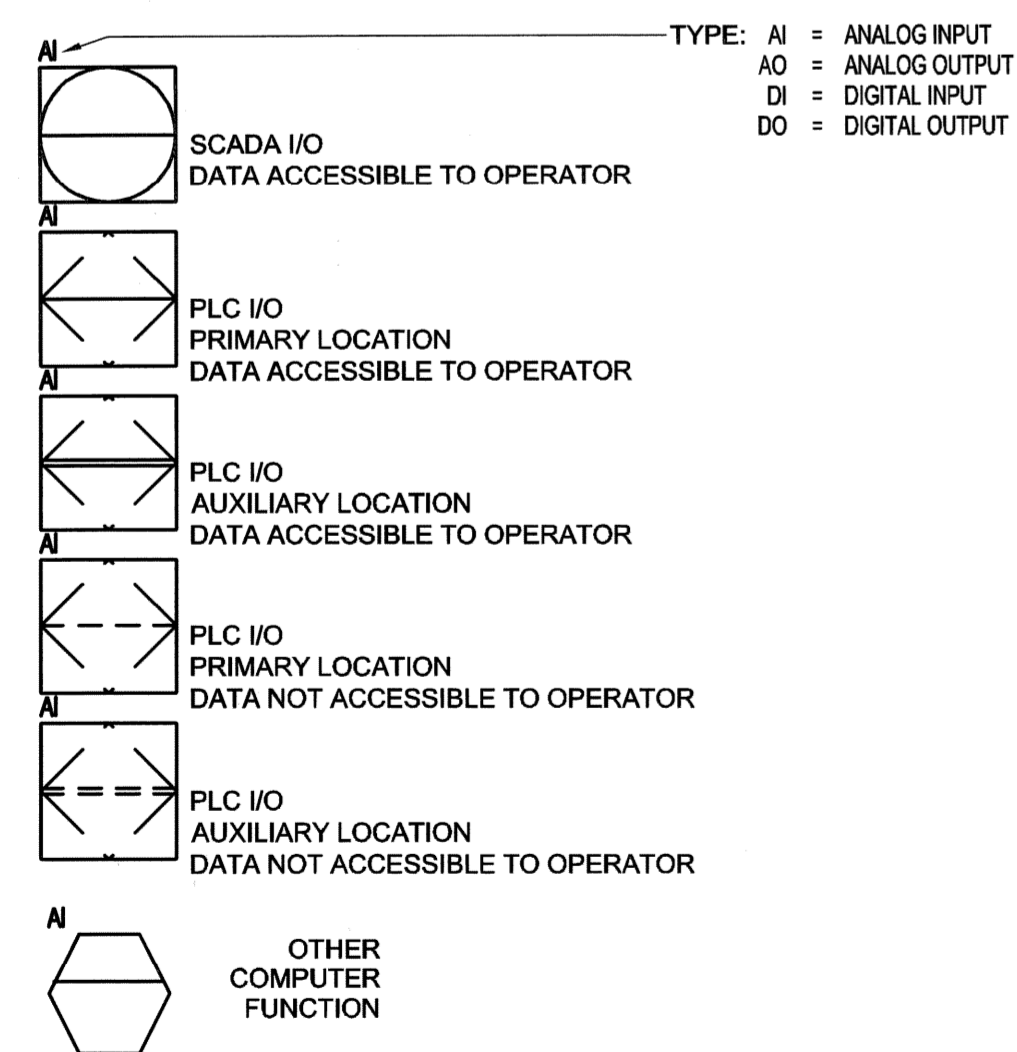 AI
TYPE: AI = ANALOG INPUT
AO = ANALOG OUTPUT
DI = DIGITAL INPUT
DO = DIGITAL OUTPUT
SCADA I/O
DATA ACCESSIBLE TO OPERATOR
AI
PLC I/O
PRIMARY LOCATION
DATA ACCESSIBLE TO OPERATOR
AI
PLC I/O
AUXILIARY LOCATION
DATA ACCESSIBLE TO OPERATOR
AI
PLC I/O
PRIMARY LOCATION
DATA NOT ACCESSIBLE TO OPERATOR
AI
PLC I/O
AUXILIARY LOCATION
DATA NOT ACCESSIBLE TO OPERATOR
AI
OTHER
COMPUTER
FUNCTION